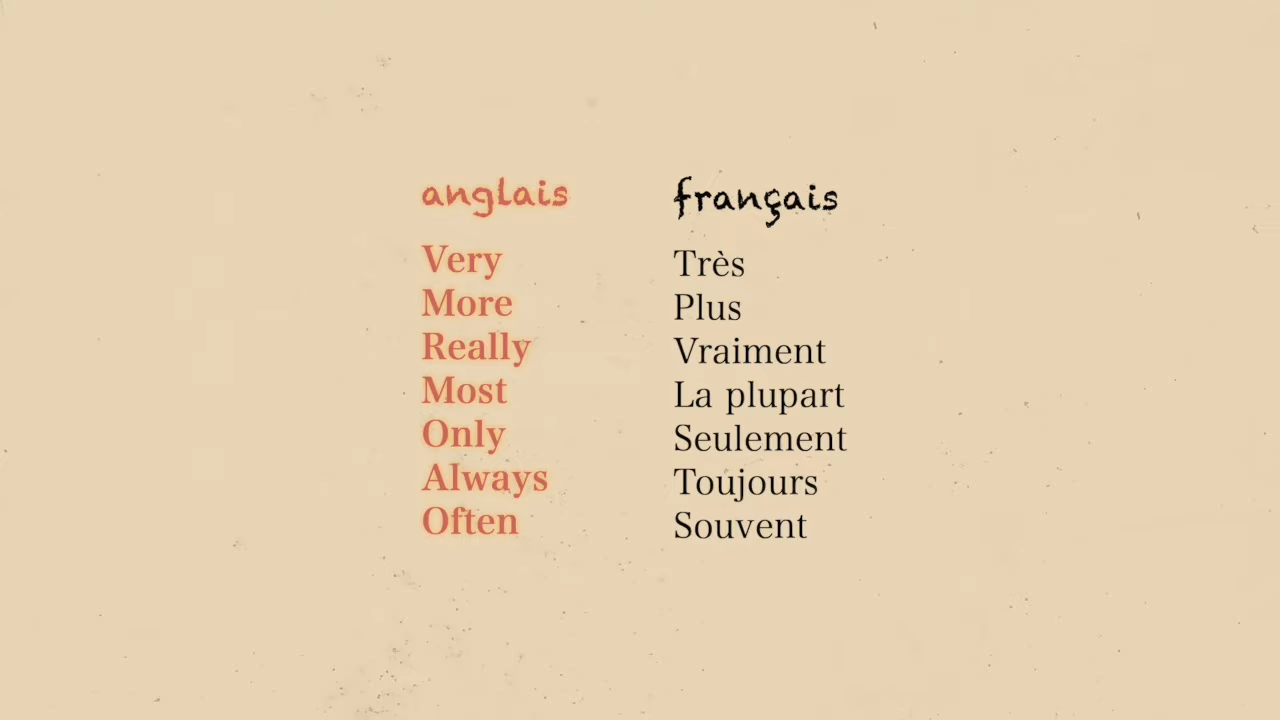 anglais français
Very Très
More Plus
Really Vraiment
Most La plupart
Only Seulement
Always Toujours
Often Souvent